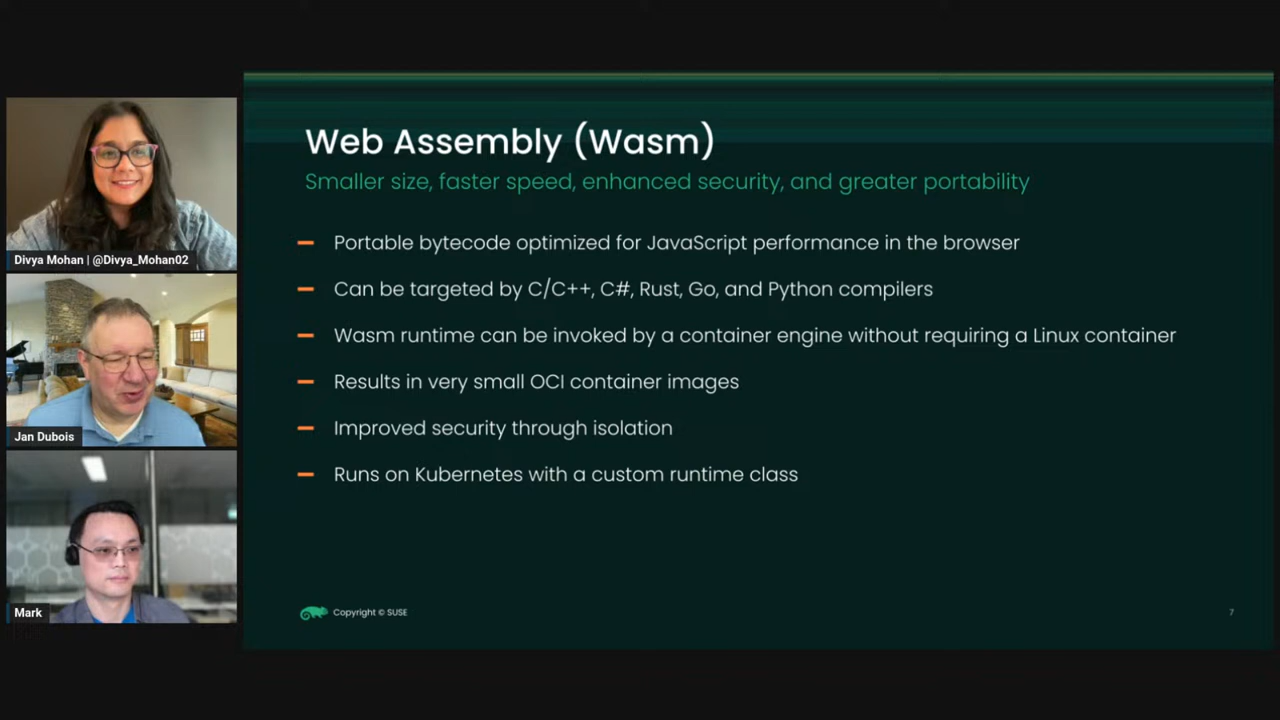 Divya Mohan | @Divya_Mohan02
Jan Dubois
Mark
Web Assembly (Wasm)
Smaller size, faster speed, enhanced security, and greater portability
– Portable bytecode optimized for JavaScript performance in the browser
– Can be targeted by C/C++, C#, Rust, Go, and Python compilers
– Wasm runtime can be invoked by a container engine without requiring a Linux container
– Results in very small OCI container images
– Improved security through isolation
– Runs on Kubernetes with a custom runtime class
Copyright © SUSE
7